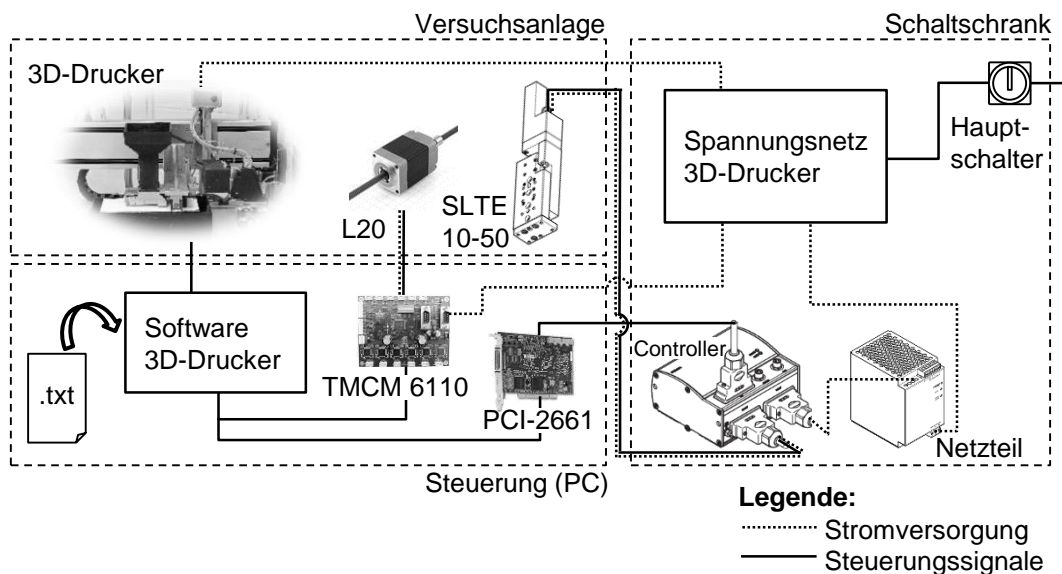 Versuchsanlage
Schaltschrank
3D-Drucker
Haupt-
schalter
Spannungsnetz
3D-Drucker
L20
SLTE
10-50
Software
3D-Drucker
.txt
TMCM 6110
PCI-2661
Controller
Netzteil
Steuerung (PC)
Legende:
Stromversorgung
Steuerungssignale